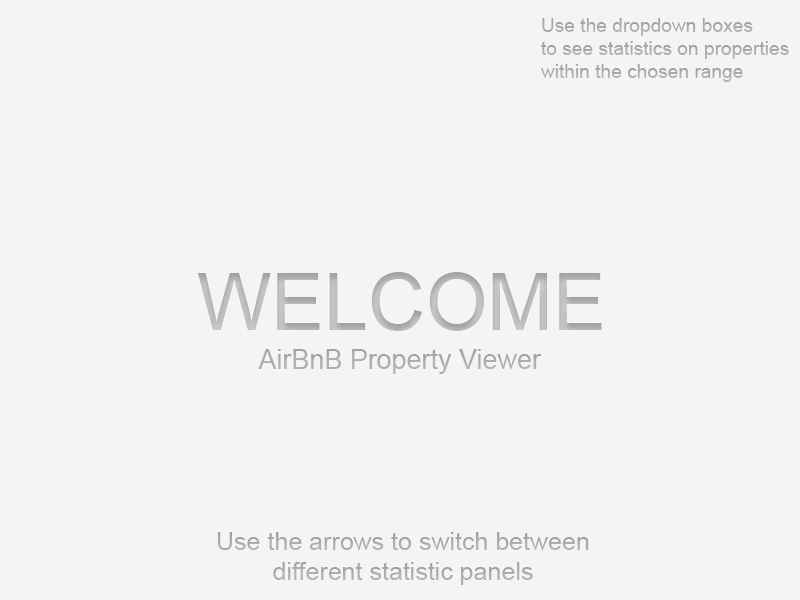 Use the dropdown boxes
to see statistics on properties
within the chosen range
WELCOME
AirBnB Property Viewer
Use the arrows to switch between
different statistic panels